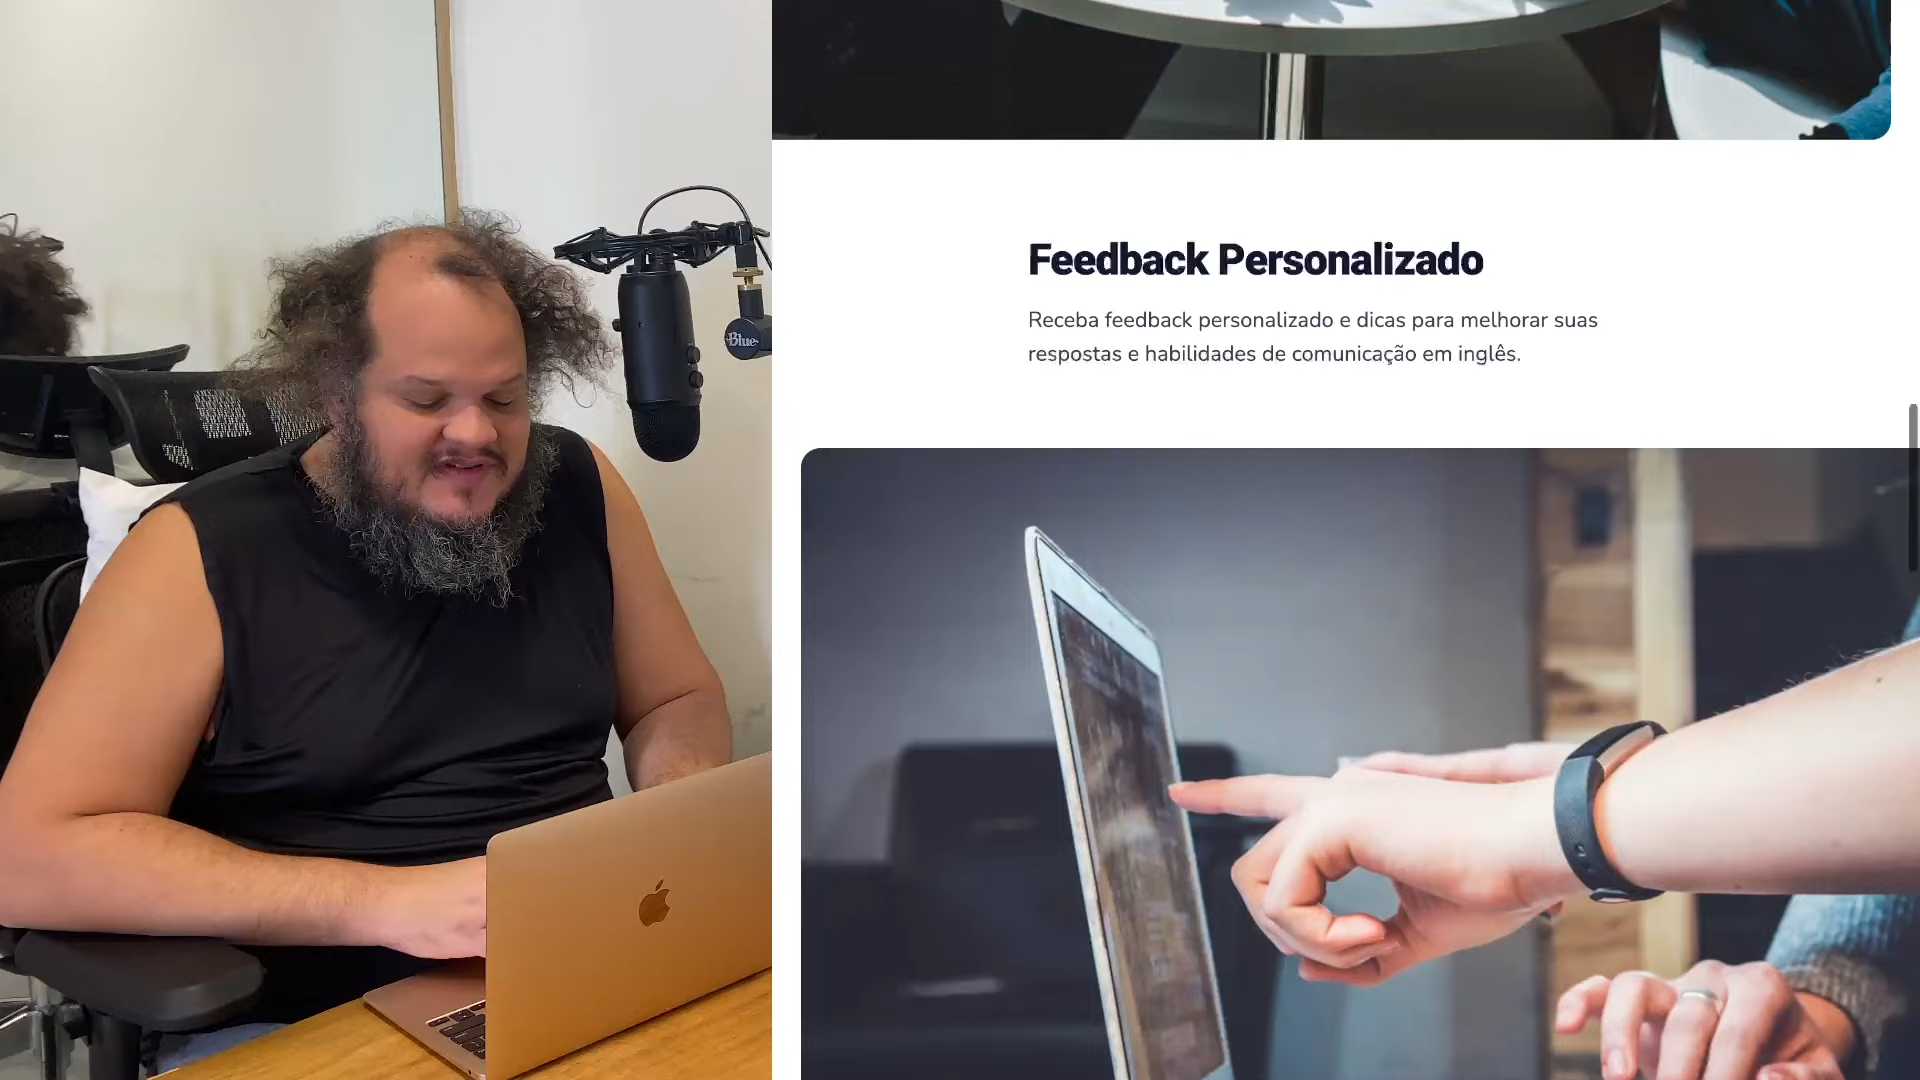 Blue
Feedback Personalizado
Receba feedback personalizado e dicas para melhorar suas
respostas e habilidades de comunicação em inglês.